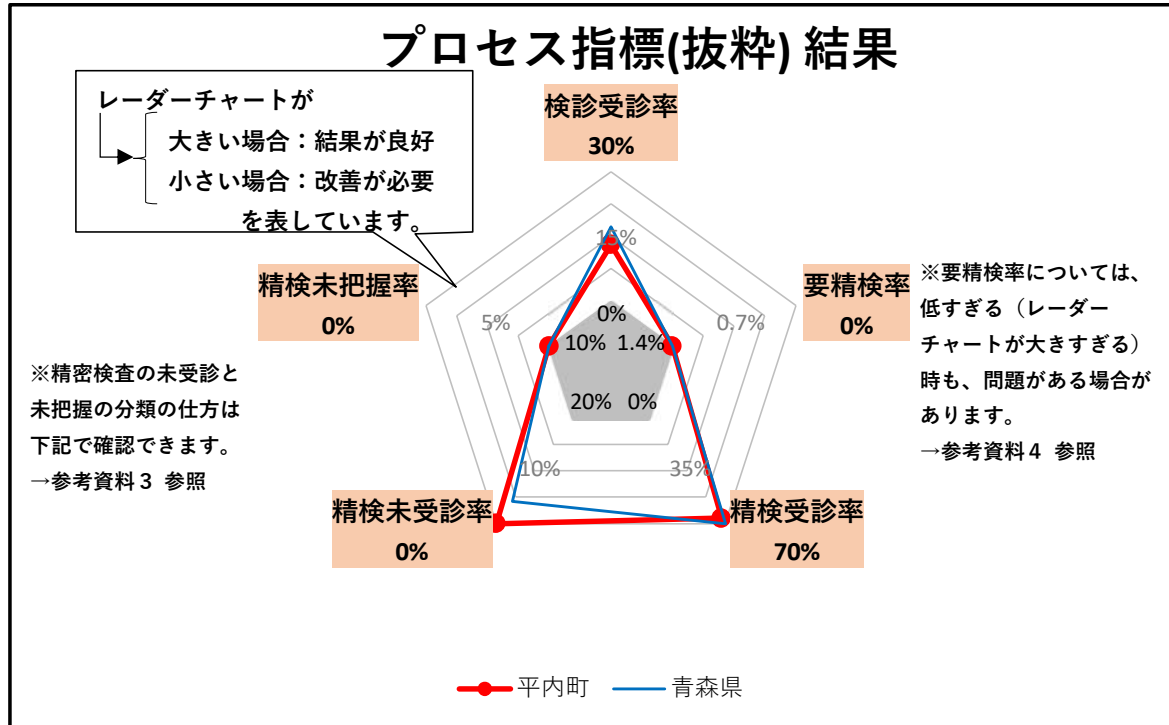 プロセス指標(抜粋) 結果
レーダーチャートが
大きい場合：結果が良好
小さい場合：改善が必要
を表しています。
検診受診率
30%
15%
0%
精検未把握率
0%
5%
10%
要精検率
0%
0.7%
1.4%
※要精検率については、
低すぎる（レーダー
チャートが大きすぎる）
時も、問題がある場合が
あります。
→参考資料４ 参照
※精密検査の未受診と
未把握の分類の仕方は
下記で確認できます。
→参考資料３ 参照
20%
0%
10%
35%
精検未受診率
0%
精検受診率
70%
平内町
青森県